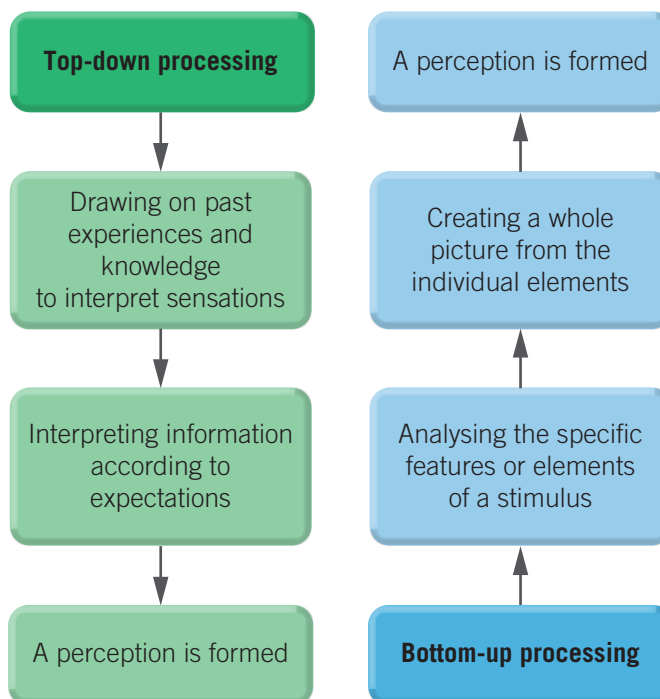 Top-down processing
Drawing on past
experiences and
knowledge
to interpret sensations
Interpreting information
according to
expectations
A perception is formed
A perception is formed
Creating a whole
picture from the
individual elements
Analysing the specific
features or elements
of a stimulus
Bottom-up processing